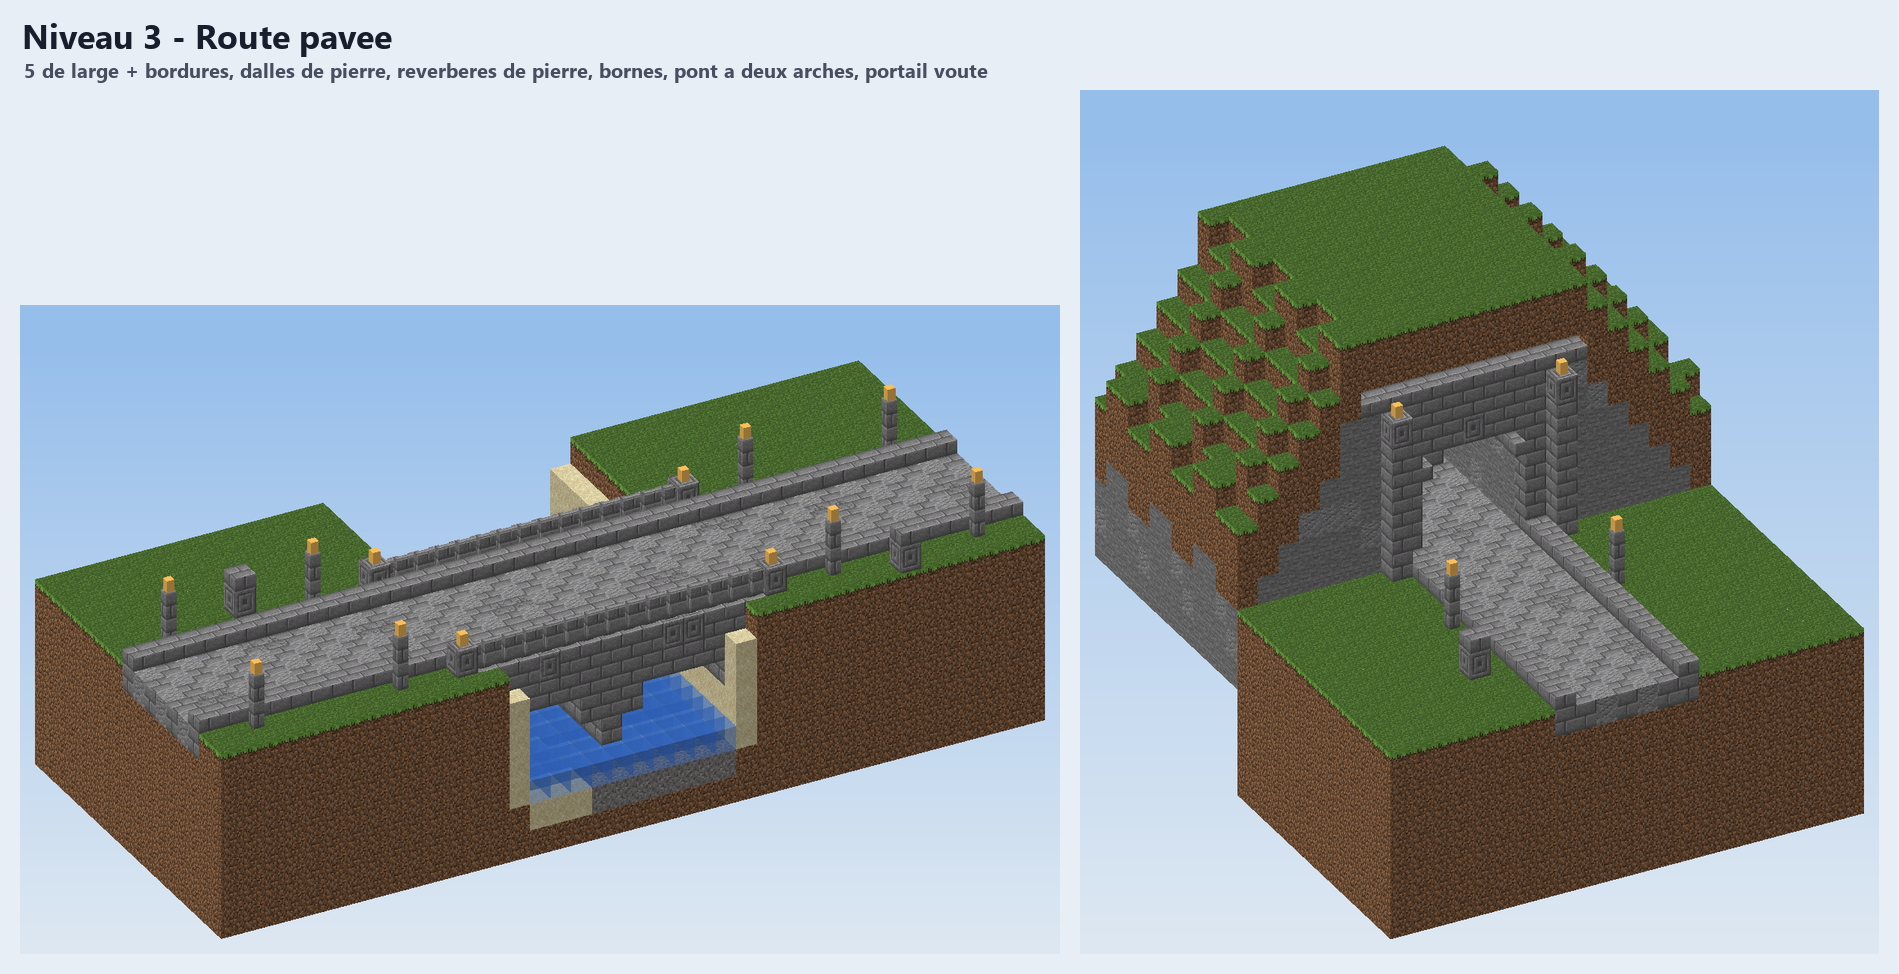 Niveau 3 - Route pavee
5 de large + bordures, dalles de pierre, reverberes de pierre, bornes, pont a deux arches, portail voute